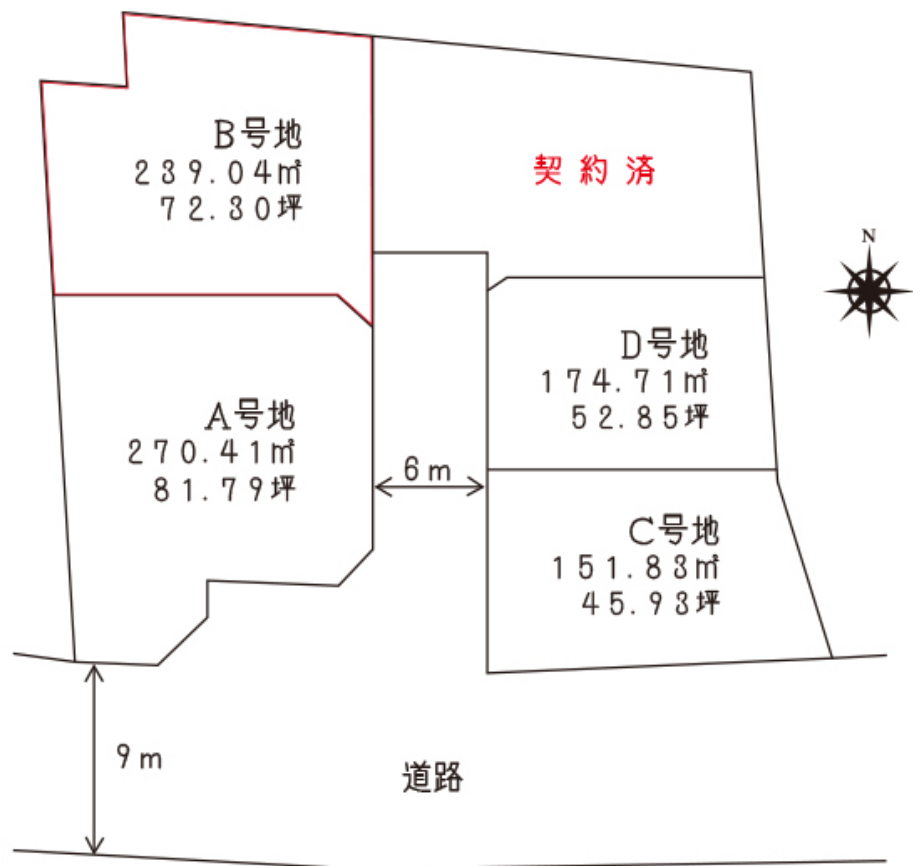 B号地
239.04㎡
72.30坪
契約済
N
D号地
174.71㎡
52.85坪
A号地
270.41㎡
81.79坪
6m
C号地
151.83㎡
45.93坪
9m
道路